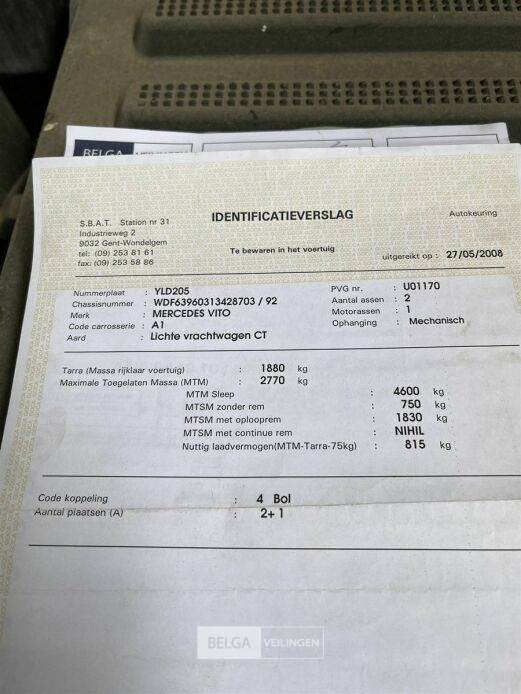 BELGA VEILINGEN
IDENTIFICATIEVERSLAG
Autokeuring
S.B.A.T. Station nr 31
Industrieweg 2
9032 Gent-Wondelgem
tel: (09) 253 81 61
fax: (09) 253 58 86
Te bewaren in het voertuig
uitgereikt op : 27/05/2008
Nummerplaat : YLD205
Chassisnummer : WDF63960313428703 / 92
Merk : MERCEDES VITO
Code carrosserie : A1
Aard : Lichte vrachtwagen CT
PVG nr. : U01170
Aantal assen : 2
Motorassen : 1
Ophanging : Mechanisch
Tarra (Massa rijklaar voertuig) : 1880 kg
Maximale Toegelaten Massa (MTM) : 2770 kg
MTM Sleep : 4600 kg
MTSM zonder rem : 750 kg
MTSM met oplooprem : 1830 kg
MTSM met continue rem : NIHIL
Nuttig laadvermogen(MTM-Tarra-75kg) : 815 kg
Code koppeling : 4 Bol
Aantal plaatsen (A) : 2+1
BELGA VEILINGEN